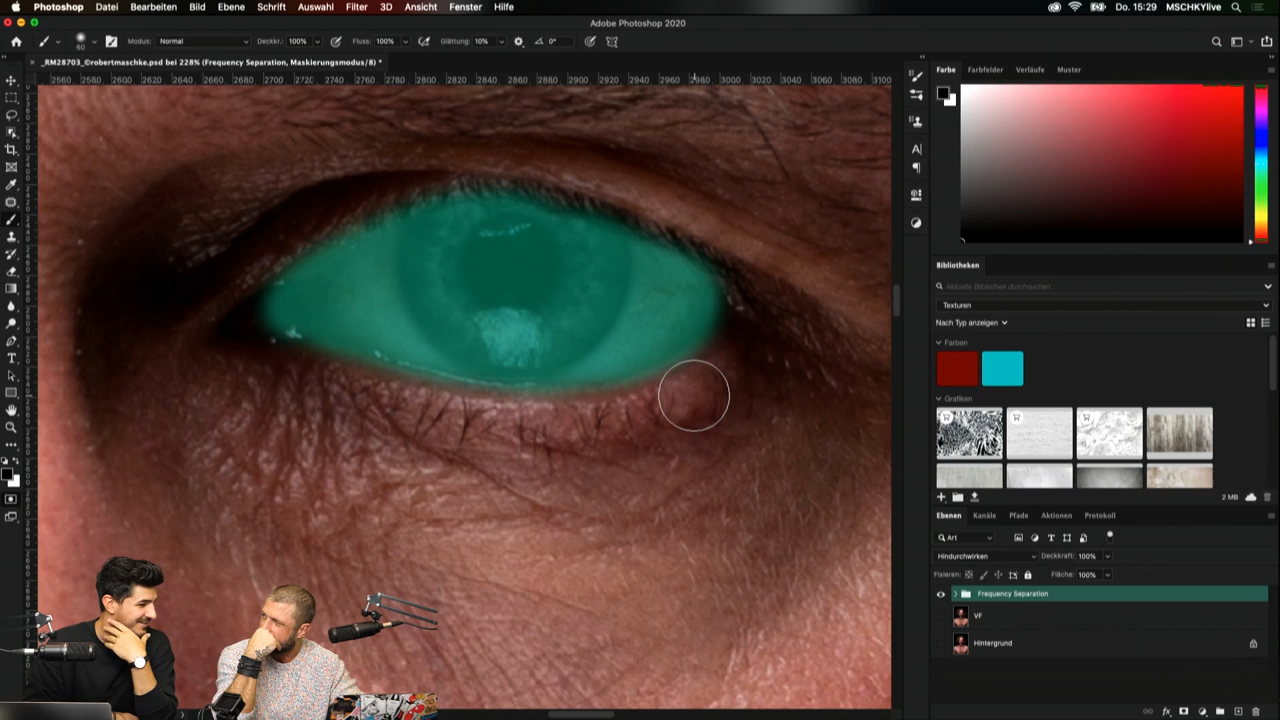 Photoshop Datei Bearbeiten Bild Ebene Schrift Auswahl Filter 3D Ansicht Fenster Hilfe Do. 15:29 MSCHKYlive
Adobe Photoshop 2020
60 Modus: Normal Deckkr.: 100% Fluss: 100% Glättung: 10% 0°
_RM28703_©robertmaschke.psd bei 228% (Frequency Separation, Maskierungsmodus/8) *
2560 2580 2600 2620 2640 2660 2680 2700 2720 2740 2760 2780 2800 2820 2840 2860 2880 2900 2920 2940 2960 2980 3000 3020 3040 3060 3080 3100
Farbe Farbfelder Verläufe Muster
Bibliotheken
Aktuelle Bibliothek durchsuchen
Texturen
Nach Typ anzeigen
Farben
Grafiken
2 MB
Ebenen Kanäle Pfade Aktionen Protokoll
Art
Hindurchwirken Deckkraft: 100%
Fixieren: Fläche: 100%
Frequency Separation
VF
Hintergrund